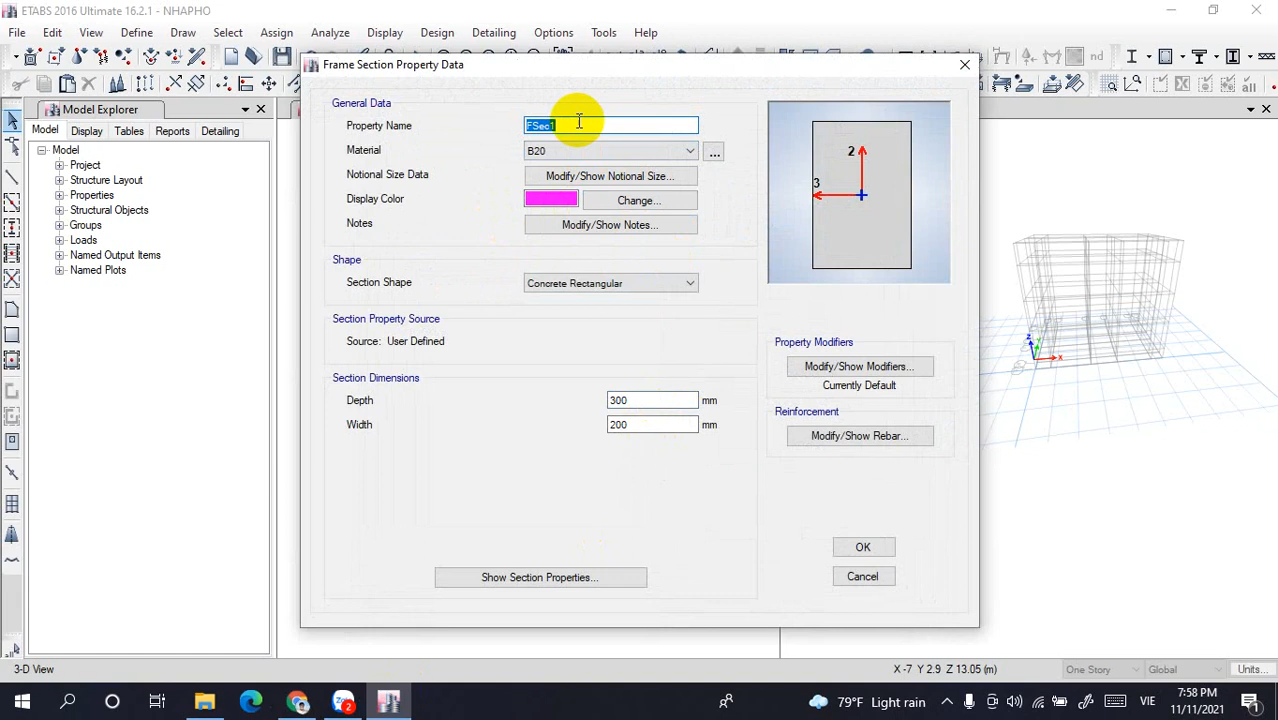 ETABS 2016 Ultimate 16.2.1 - NHAPHO
File Edit View Define Draw Select Assign Analyze Display Design Detailing Options Tools Help
nd
Model Explorer
Model Display Tables Reports Detailing
Model
Project
Structure Layout
Properties
Structural Objects
Groups
Loads
Named Output Items
Named Plots
Frame Section Property Data
General Data
Property Name FSec1
Material B20 ...
Notional Size Data Modify/Show Notional Size...
Display Color Change...
Notes Modify/Show Notes...
Shape
Section Shape Concrete Rectangular
Section Property Source
Source: User Defined
Section Dimensions
Depth 300 mm
Width 200 mm
Show Section Properties...
2
3
Property Modifiers
Modify/Show Modifiers...
Currently Default
Reinforcement
Modify/Show Rebar...
OK
Cancel
Z
X
3-D View X -7 Y 2.9 Z 13.05 (m) One Story Global Units...
2 79°F Light rain VIE 7:58 PM
11/11/2021 1